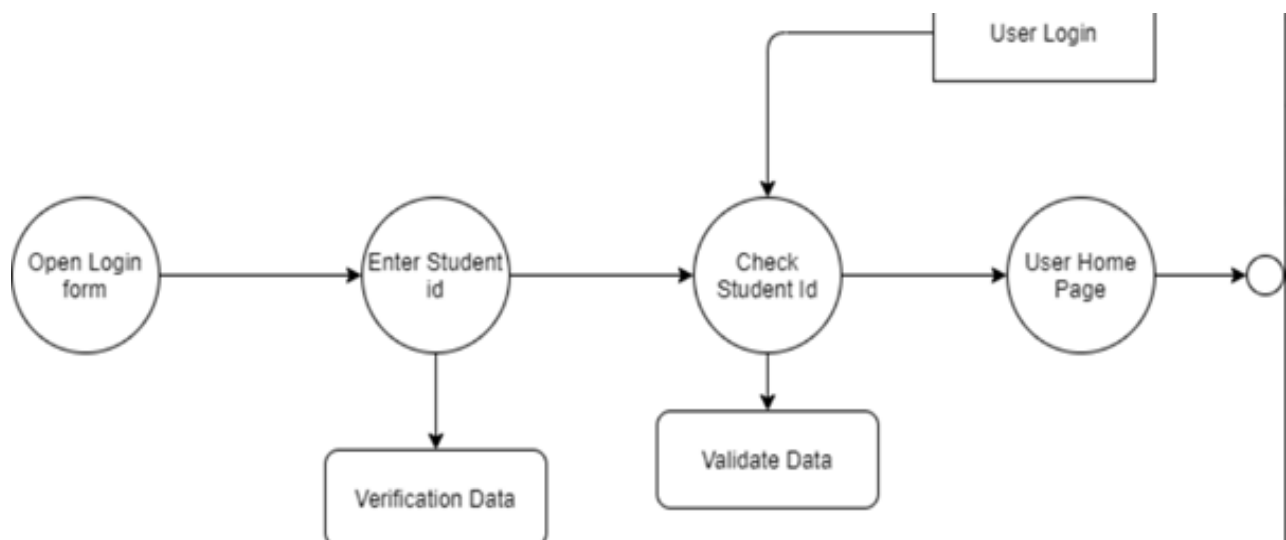 User Login
Open Login
form
Enter Student
id
Check
Student Id
User Home
Page
Validate Data
Verification Data